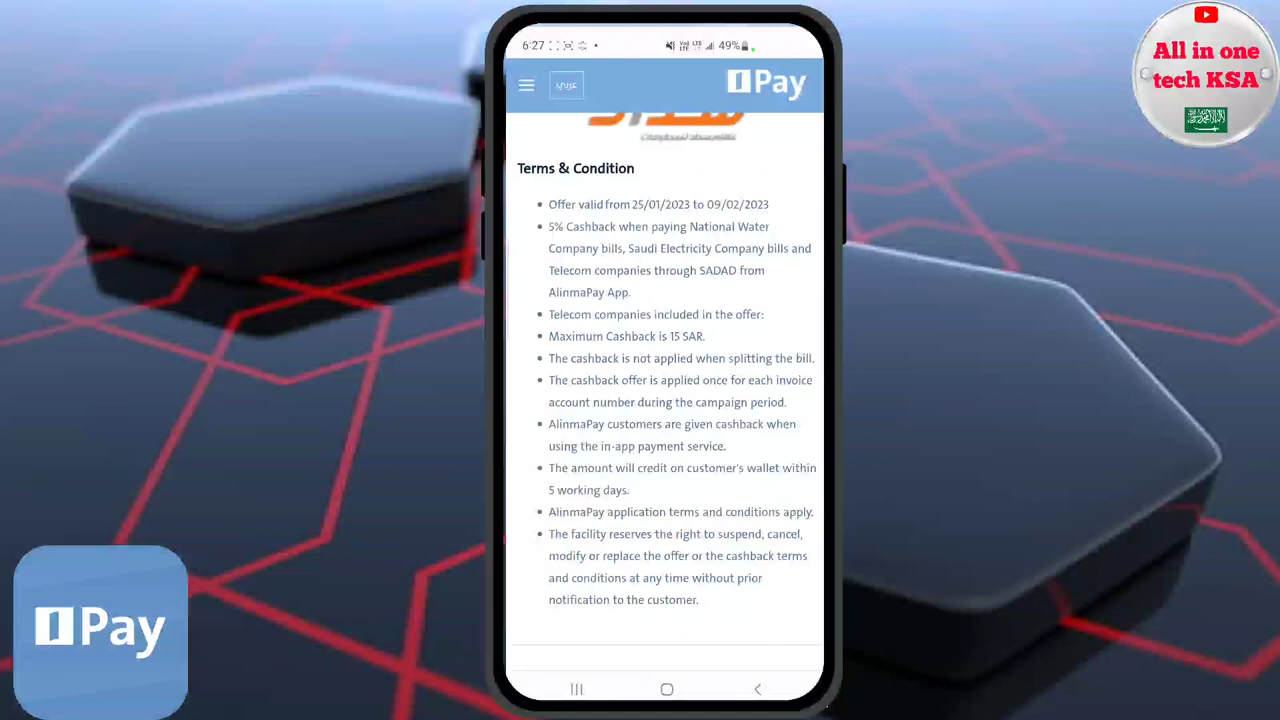 All in one
tech KSA
6:27
49%
عربي
Pay
Terms & Condition
• Offer valid from 25/01/2023 to 09/02/2023
• 5% Cashback when paying National Water
Company bills, Saudi Electricity Company bills and
Telecom companies through SADAD from
AlinmaPay App.
• Telecom companies included in the offer:
• Maximum Cashback is 15 SAR.
• The cashback is not applied when splitting the bill.
• The cashback offer is applied once for each invoice
account number during the campaign period.
• AlinmaPay customers are given cashback when
using the in-app payment service.
• The amount will credit on customer's wallet within
5 working days.
• AlinmaPay application terms and conditions apply.
• The facility reserves the right to suspend, cancel,
modify or replace the offer or the cashback terms
and conditions at any time without prior
notification to the customer.
Pay